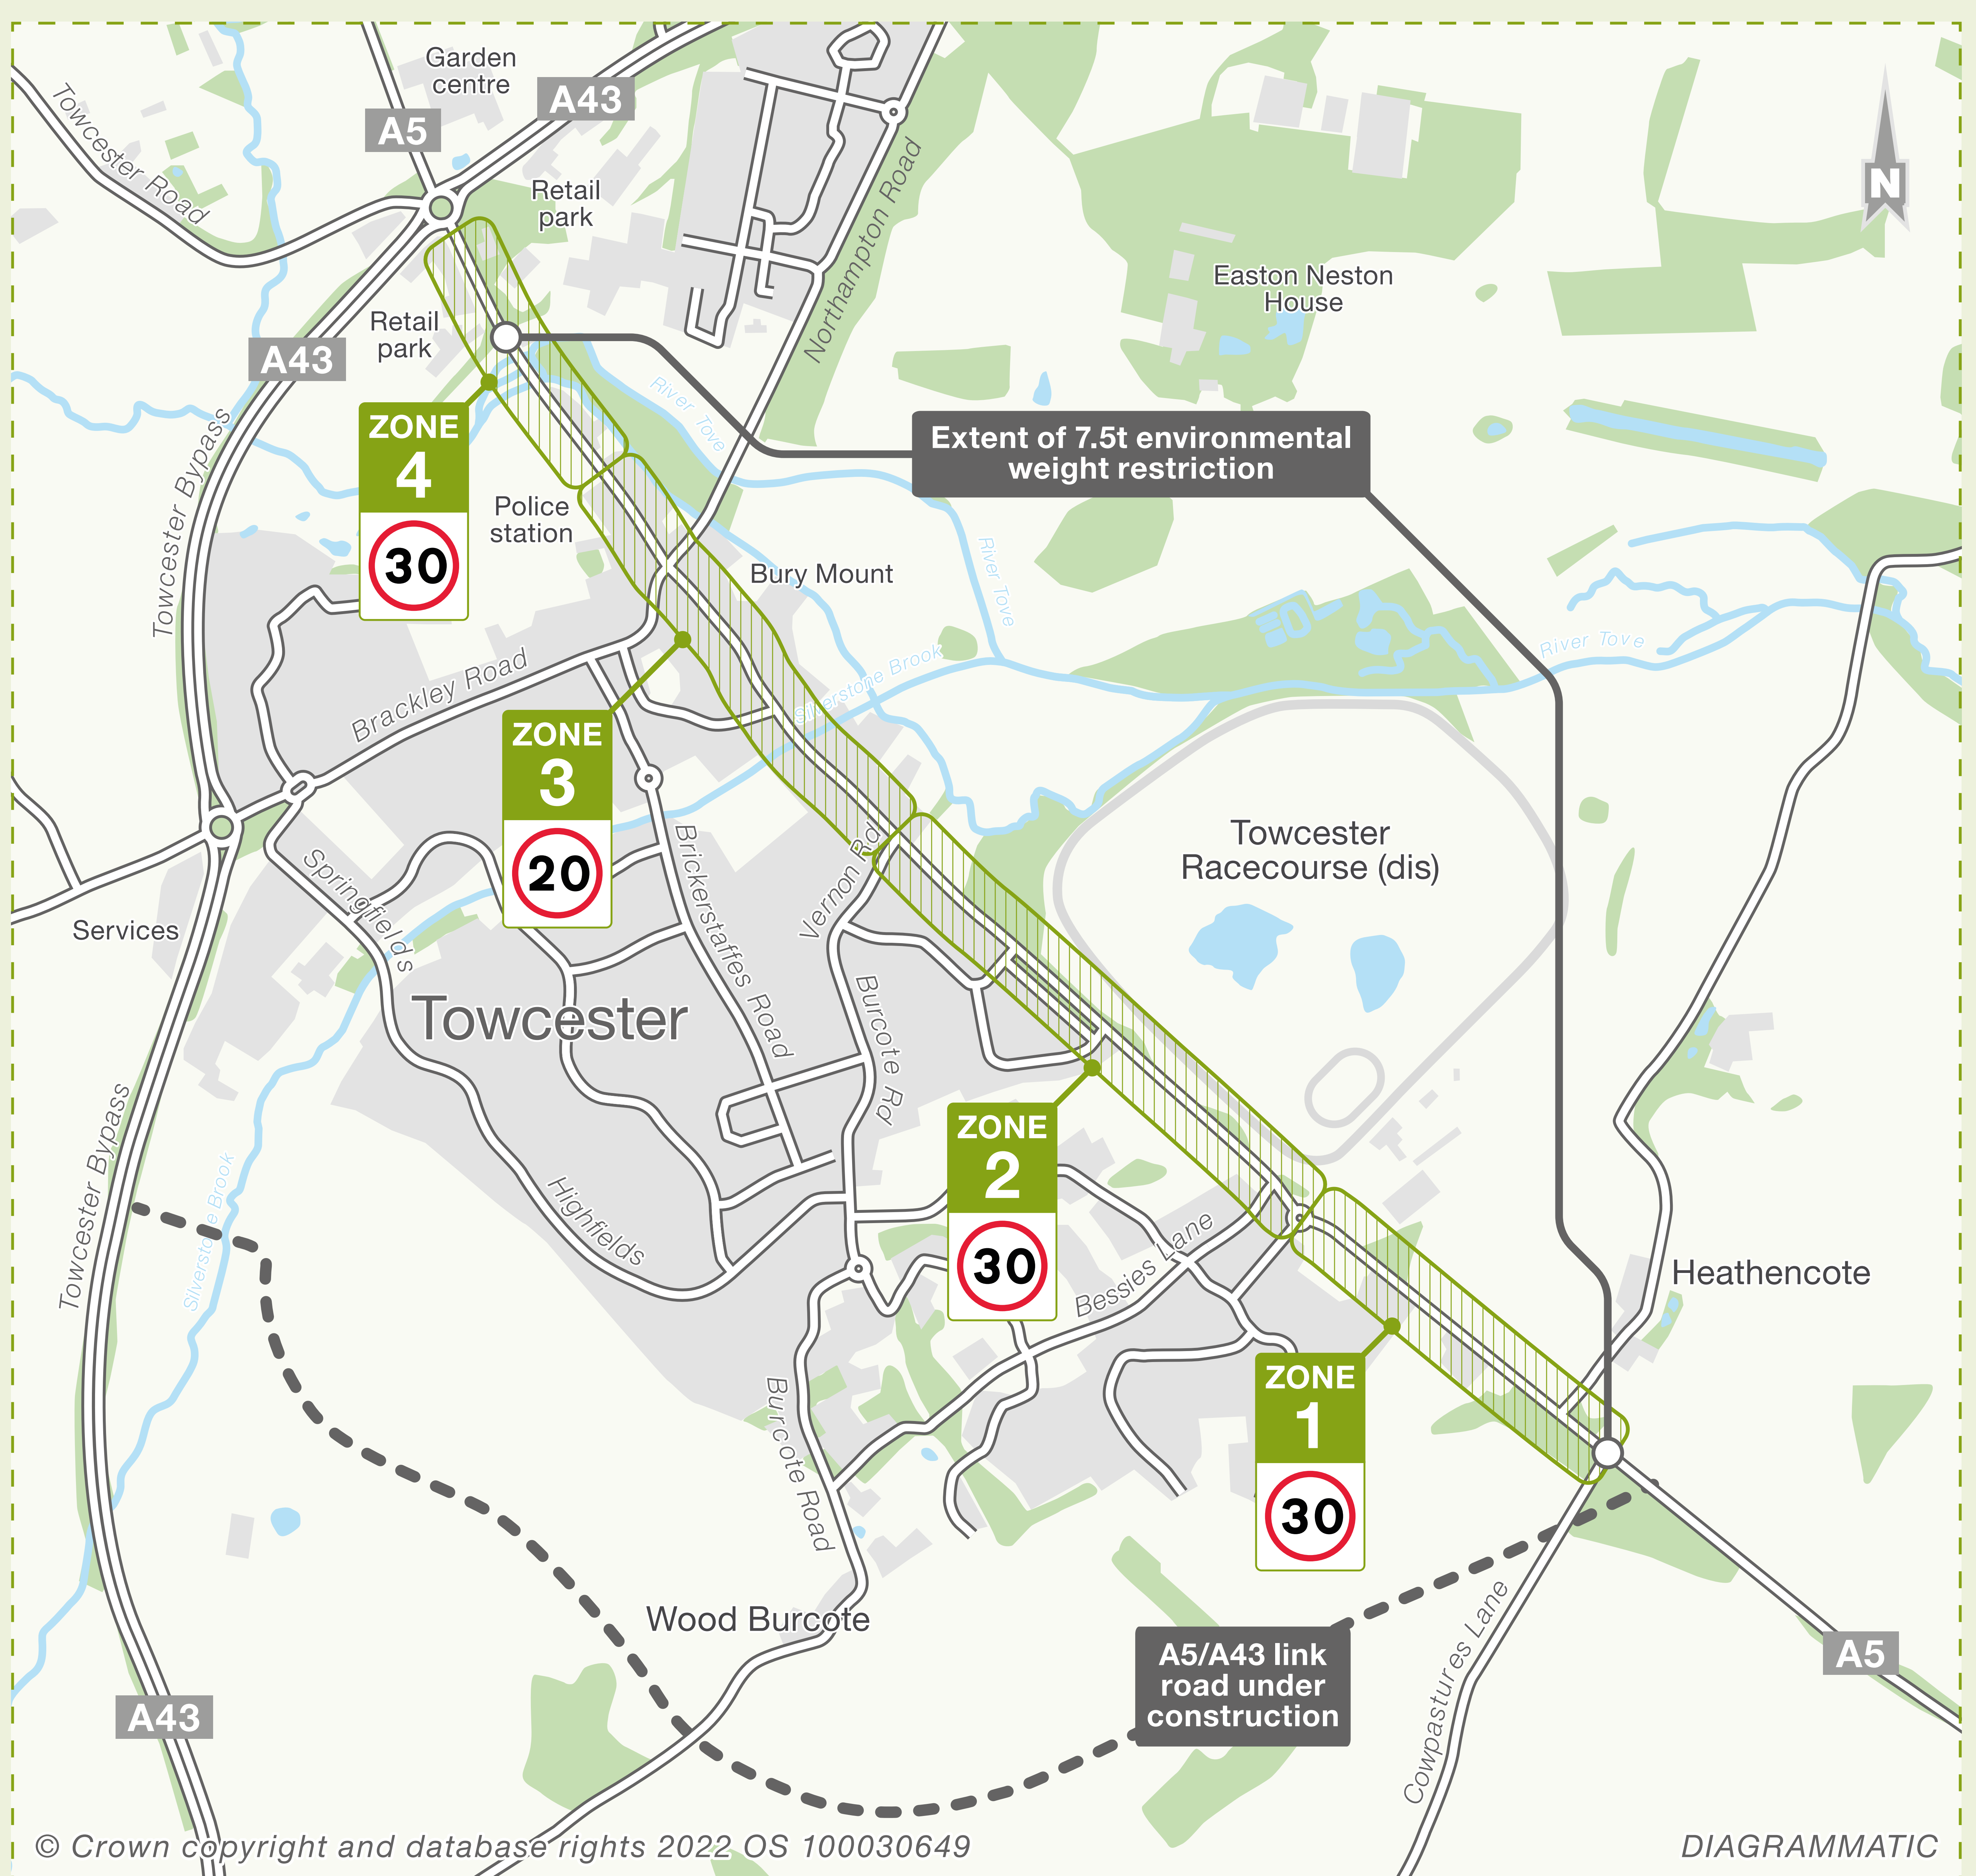 Garden
centre
A43
A5
Towcester Road
Retail
park
Northampton Road
N
Easton Neston
House
Retail
park
A43
River Tove
Extent of 7.5t environmental
weight restriction
ZONE
4
30
Towcester Bypass
Police
station
River Tove
Bury Mount
River Tove
Silverstone Brook
Brackley Road
ZONE
3
20
Towcester
Racecourse (dis)
Vernon Rd
Brickerstaffes Road
Springfields
Services
Towcester
Burcote Rd
Towcester Bypass
ZONE
2
30
Silverstone Brook
Highfields
Bessies Lane
Heathencote
ZONE
1
30
Burcote Road
Wood Burcote
A5/A43 link
road under
construction
Cowpastures Lane
A5
A43
© Crown copyright and database rights 2022 OS 100030649
DIAGRAMMATIC